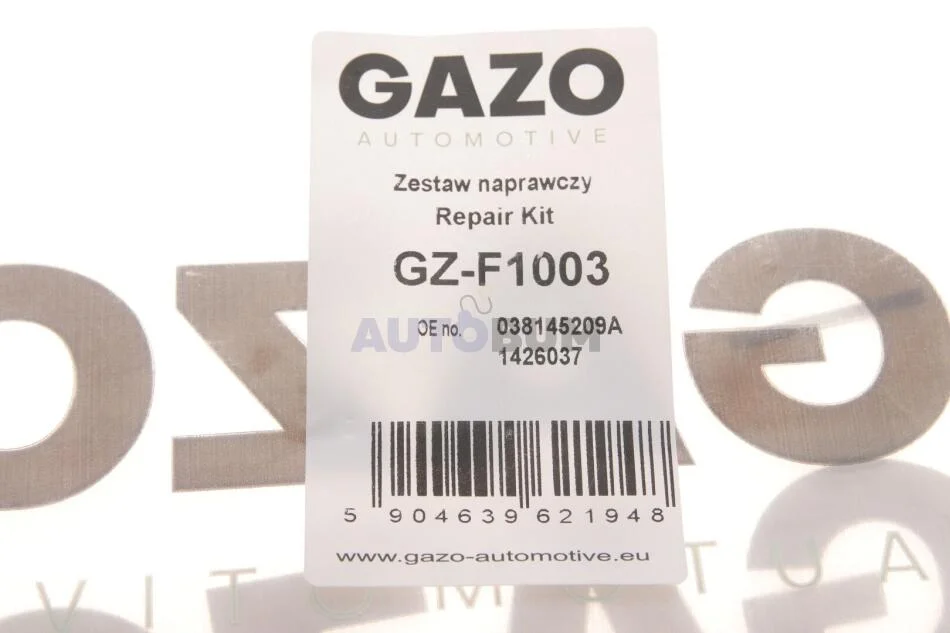 GAZO
AUTOMOTIVE
Zestaw naprawczy
Repair Kit
GZ-F1003
OE no. 038145209A
1426037
AUTOBUM
5 904639 621948
www.gazo-automotive.eu